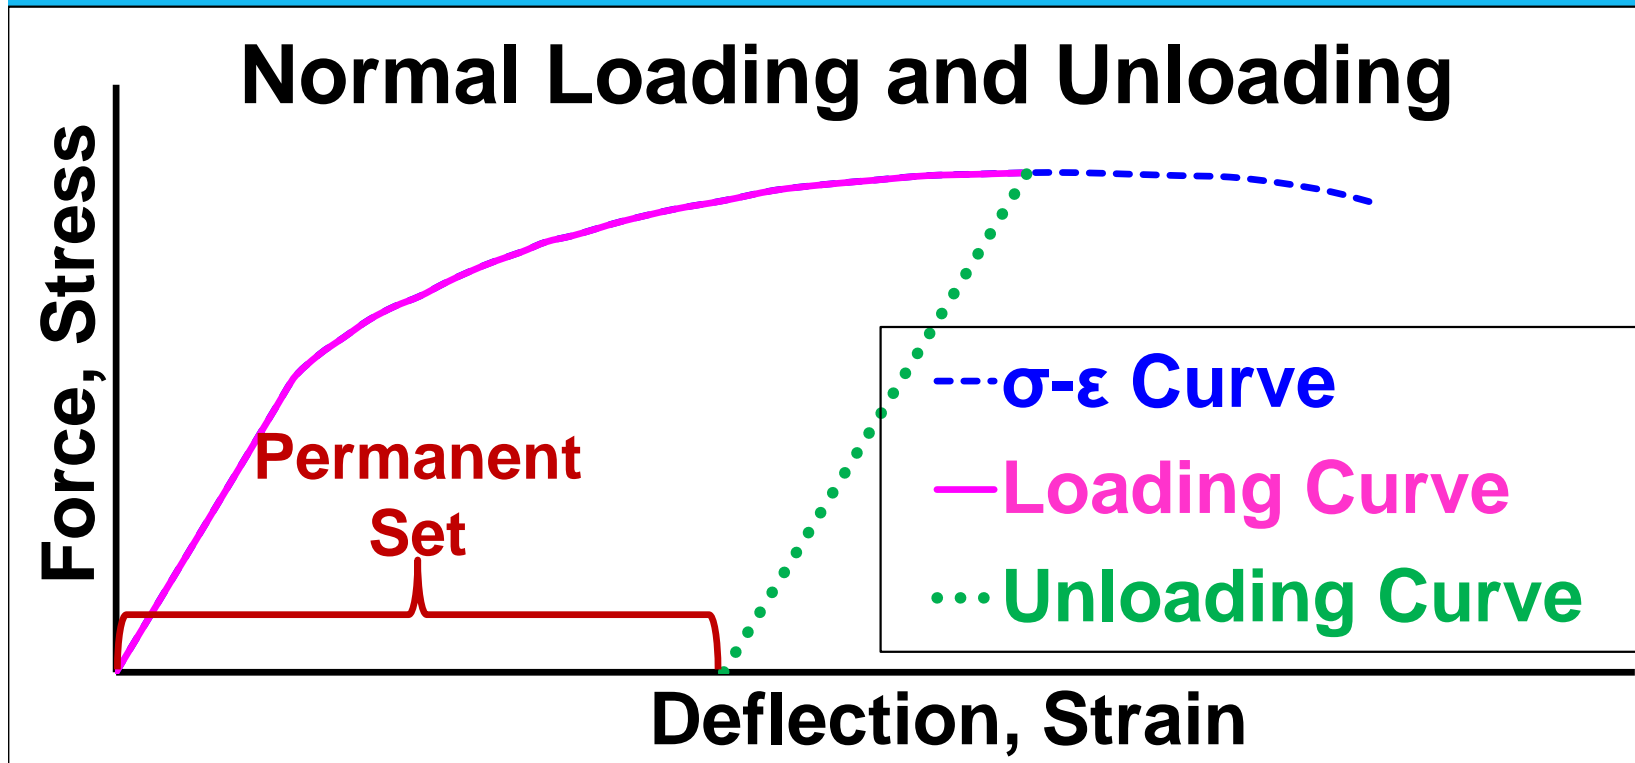 Normal Loading and Unloading
Force, Stress
Permanent
Set
σ-ε Curve
Loading Curve
Unloading Curve
Deflection, Strain